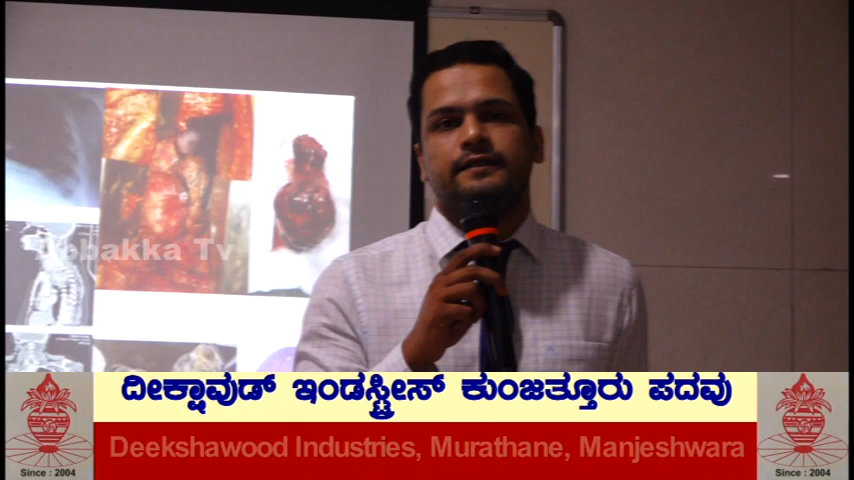 Abbakka Tv
ದೀಕ್ಷಾವುಡ್ ಇಂಡಸ್ಟ್ರೀಸ್ ಕುಂಜತ್ತೂರು ಪದವು
Deekshawood Industries, Murathane, Manjeshwara
Since : 2004
Since : 2004